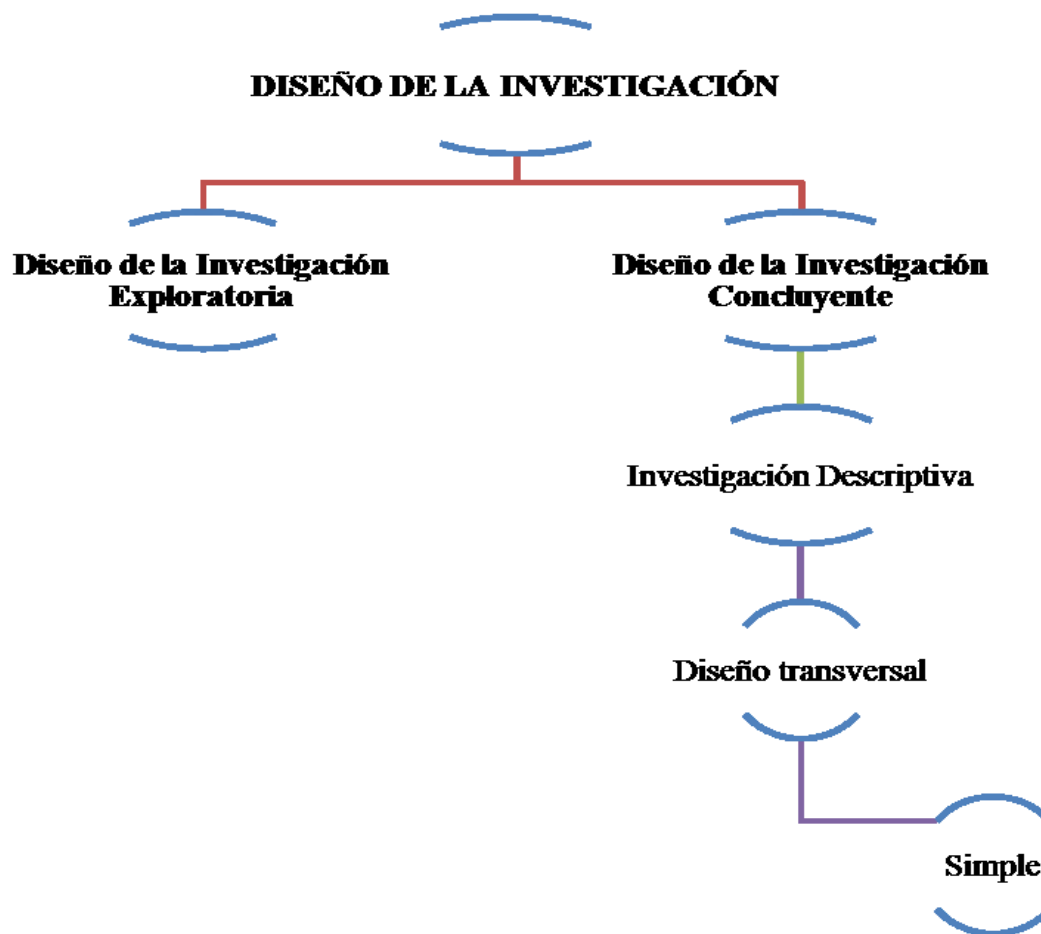 DISEÑO DE LA INVESTIGACIÓN
Diseño de la Investigación
Exploratoria
Diseño de la Investigación
Concluyente
Investigación Descriptiva
Diseño transversal
Simple